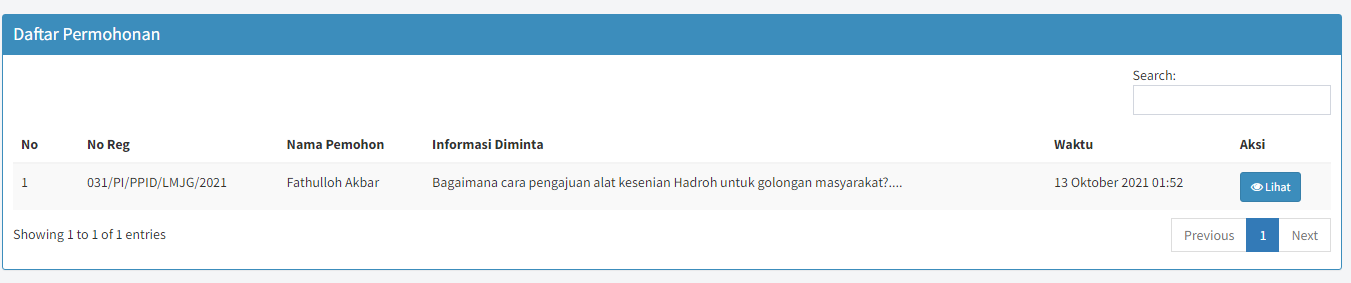 Daftar Permohonan
Search:
No No Reg Nama Pemohon Informasi Diminta Waktu Aksi
1 031/PI/PPID/LMJG/2021 Fathulloh Akbar Bagaimana cara pengajuan alat kesenian Hadroh untuk golongan masyarakat?.... 13 Oktober 2021 01:52 Lihat
Showing 1 to 1 of 1 entries Previous 1 Next